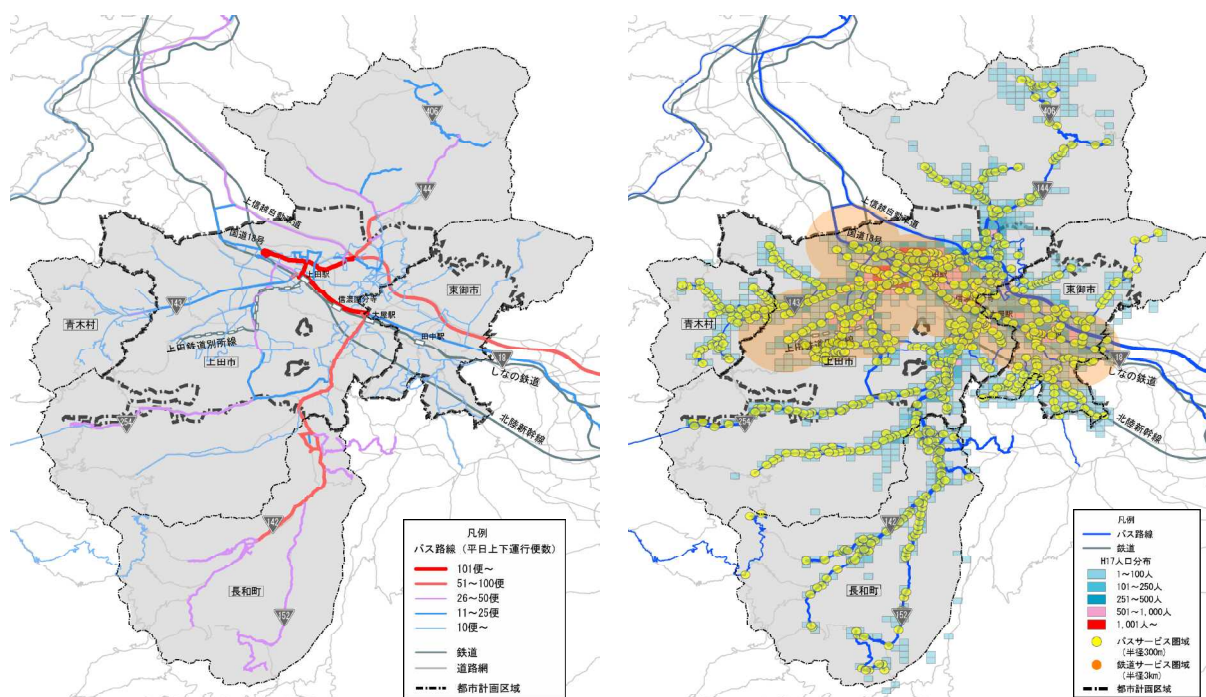 406
144
上信越自動車道
国道18号
上田駅
東御市
信濃国分寺
大屋駅
143
青木村
田中駅
上田鉄道別所線
上田市
18
しなの鉄道
北陸新幹線
254
142
長和町
152
凡例
バス路線（平日上下運行便数）
101便～
51～100便
26～50便
11～25便
10便～
鉄道
道路網
都市計画区域
406
144
上信越自動車道
国道18号
東御市
143
青木村
上田市
18
しなの鉄道
北陸新幹線
254
142
長和町
152
凡例
バス路線
鉄道
H17人口分布
1～100人
101～250人
251～500人
501～1,000人
1,001人～
バスサービス圏域
（半径300m）
鉄道サービス圏域
（半径3km）
都市計画区域